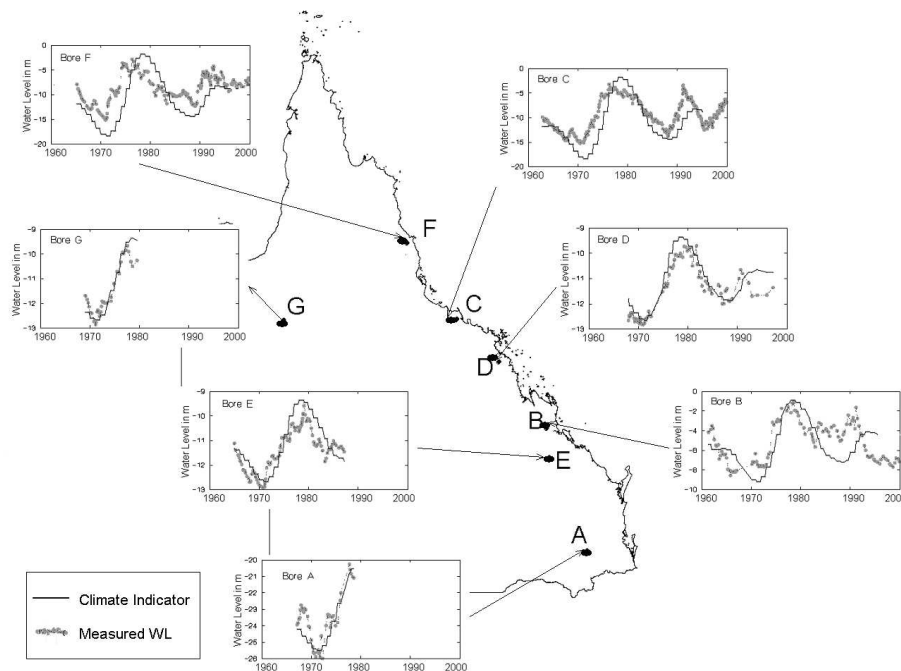 Bore F
Water Level in m
0
-5
-10
-15
-20
1960 1970 1980 1990 2000
Bore C
Water Level in m
0
-5
-10
-15
-20
1960 1970 1980 1990 2000
F
Bore G
Water Level in m
-9
-10
-11
-12
-13
1960 1970 1980 1990 2000
G
C
D
Bore D
Water Level in m
-9
-10
-11
-12
-13
1960 1970 1980 1990 2000
Bore E
Water Level in m
-9
-10
-11
-12
-13
1960 1970 1980 1990 2000
B
E
Bore B
Water Level in m
0
-2
-4
-6
-8
-10
1960 1970 1980 1990 2000
A
Bore A
Water Level in m
-20
-21
-23
-24
-26
1960 1970 1980 1990 2000
Climate Indicator
Measured WL